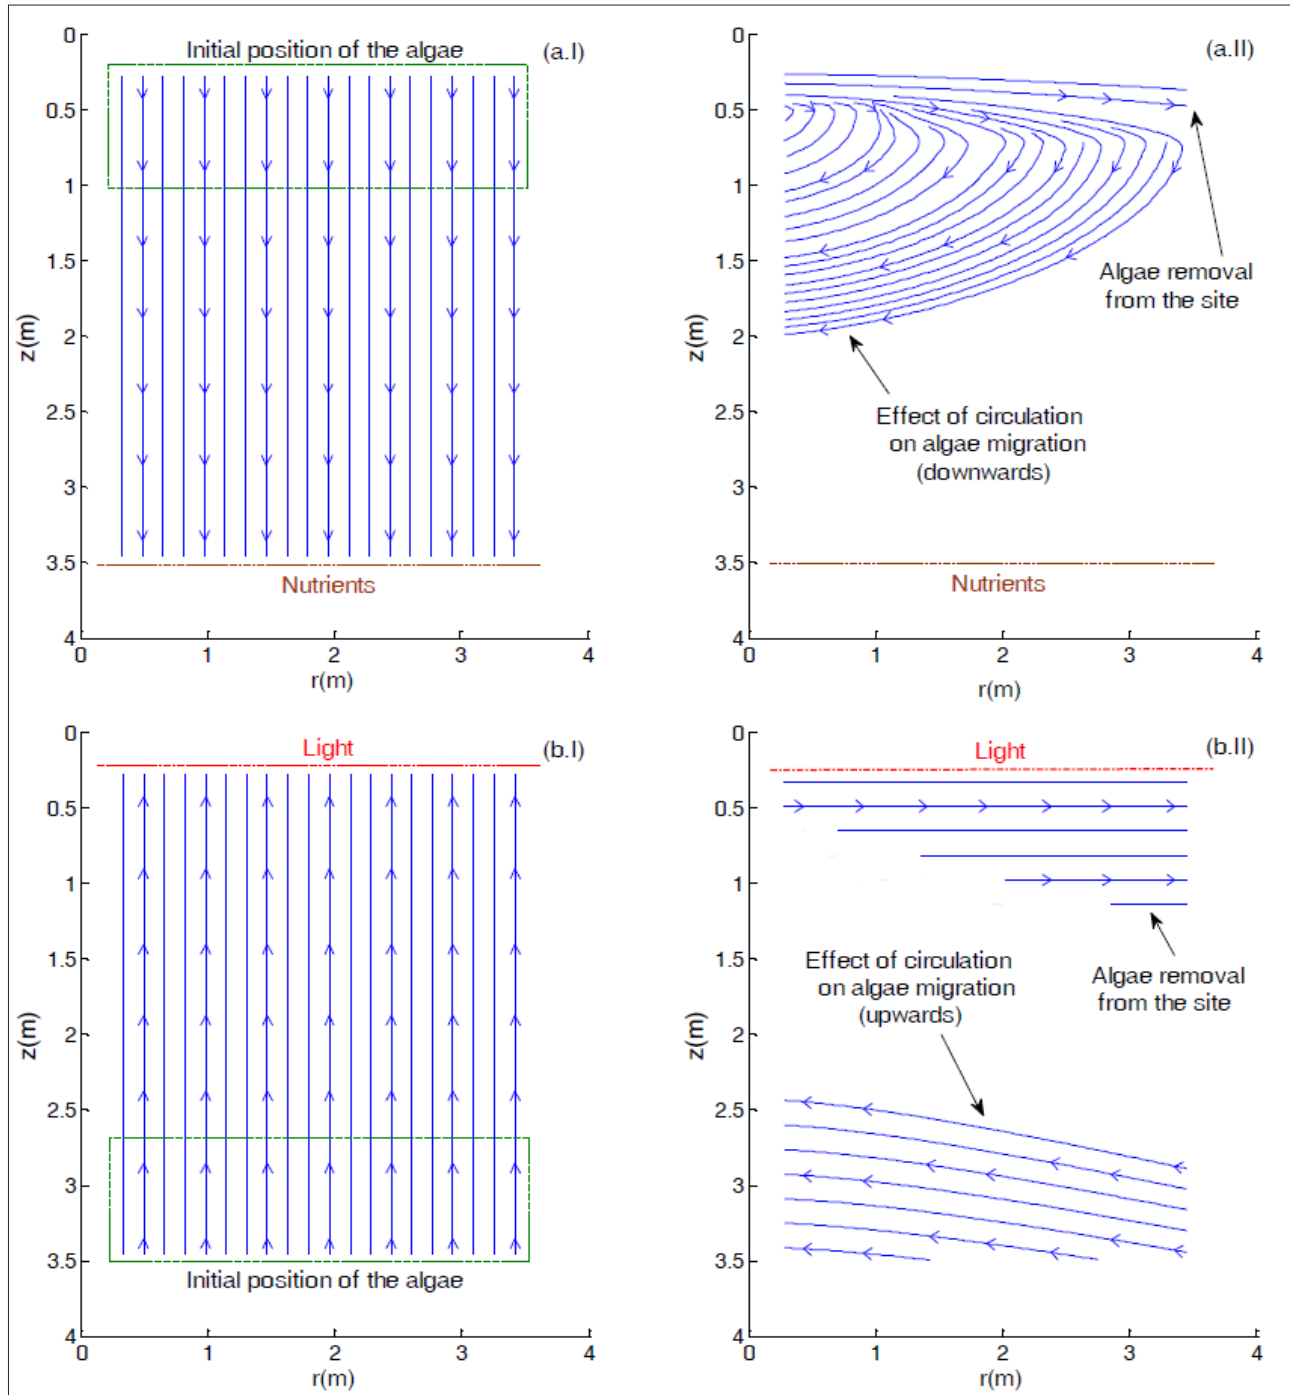 (a.I)
Initial position of the algae
0
0.5
1
1.5
2
2.5
3
3.5
4
z(m)
Nutrients
0
1
2
3
4
r(m)
(a.II)
0
0.5
1
1.5
2
2.5
3
3.5
4
z(m)
Algae removal
from the site
Effect of circulation
on algae migration
(downwards)
Nutrients
0
1
2
3
4
r(m)
(b.I)
Light
0
0.5
1
1.5
2
2.5
3
3.5
4
z(m)
Initial position of the algae
0
1
2
3
4
r(m)
(b.II)
Light
0
0.5
1
1.5
2
2.5
3
3.5
4
z(m)
Effect of circulation
on algae migration
(upwards)
Algae removal
from the site
0
1
2
3
4
r(m)